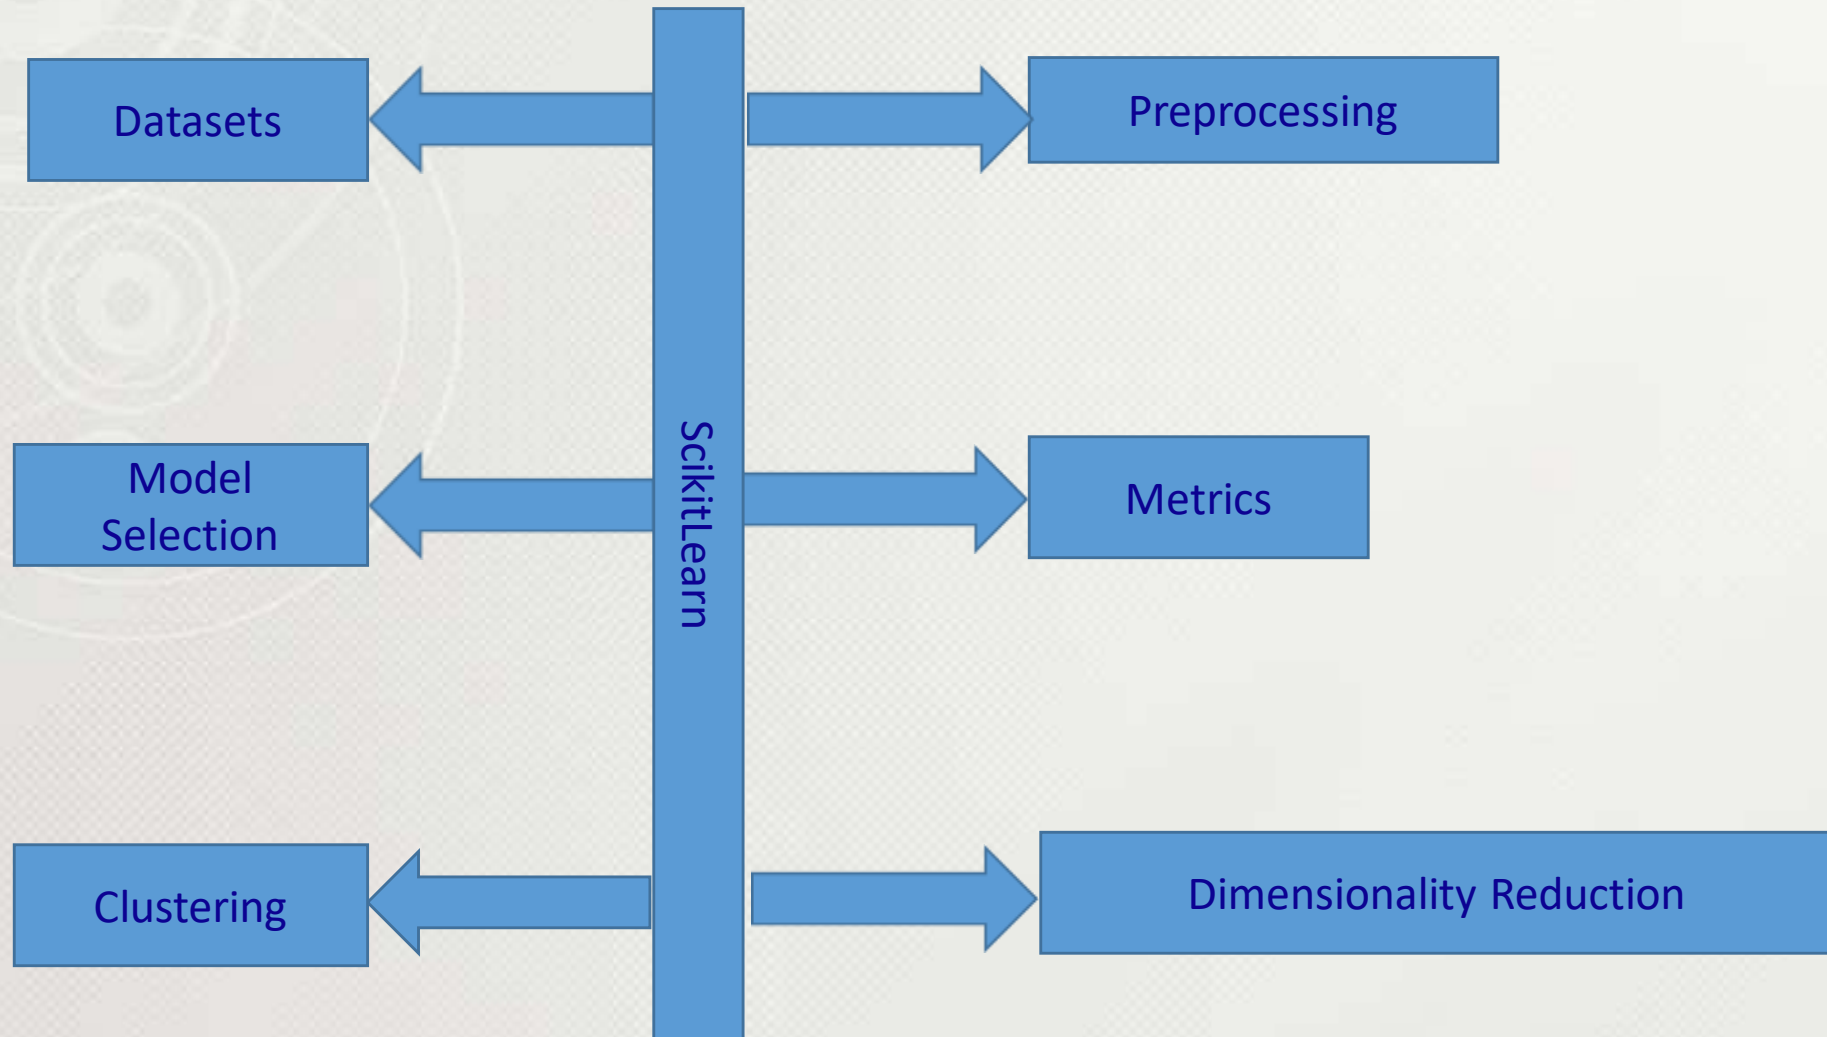 Datasets
Preprocessing
ScikitLearn
Model
Selection
Metrics
Clustering
Dimensionality Reduction